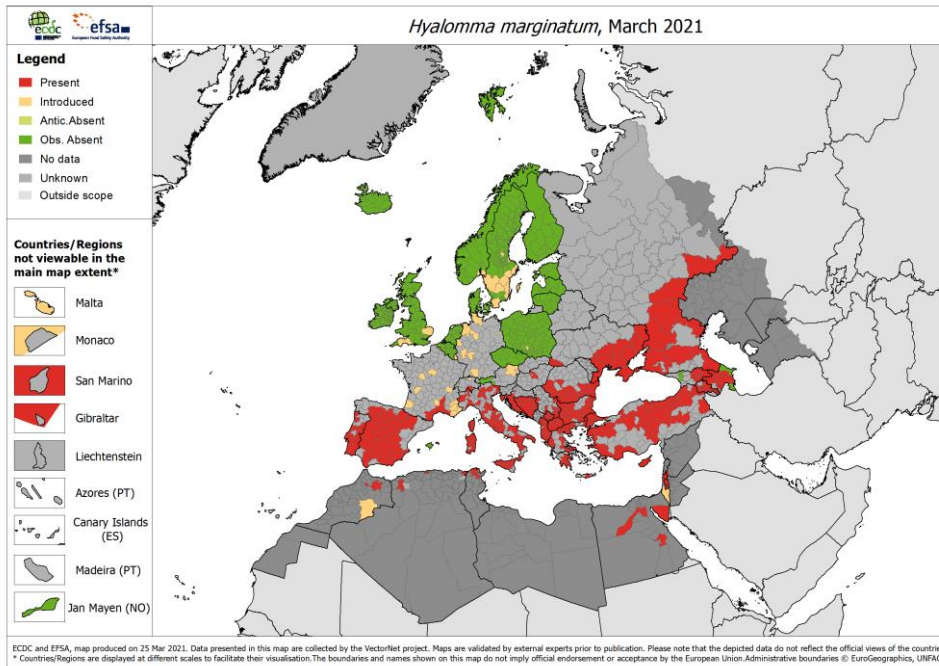 ecdc
efsa
European Food Safety Authority
Hyalomma marginatum, March 2021
Legend
Present
Introduced
Antic.Absent
Obs. Absent
No data
Unknown
Outside scope
Countries/Regions
not viewable in the
main map extent*
Malta
Monaco
San Marino
Gibraltar
Liechtenstein
Azores (PT)
Canary Islands
(ES)
Madeira (PT)
Jan Mayen (NO)
ECDC and EFSA, map produced on 25 Mar 2021. Data presented in this map are collected by the VectorNet project. Maps are validated by external experts prior to publication. Please note that the depicted data do not reflect the official views of the countr
* Countries/Regions are displayed at different scales to facilitate their visualisation.The boundaries and names shown on this map do not imply official endorsement or acceptance by the European Union.Administrative boundaries © EuroGeographics, UNFA